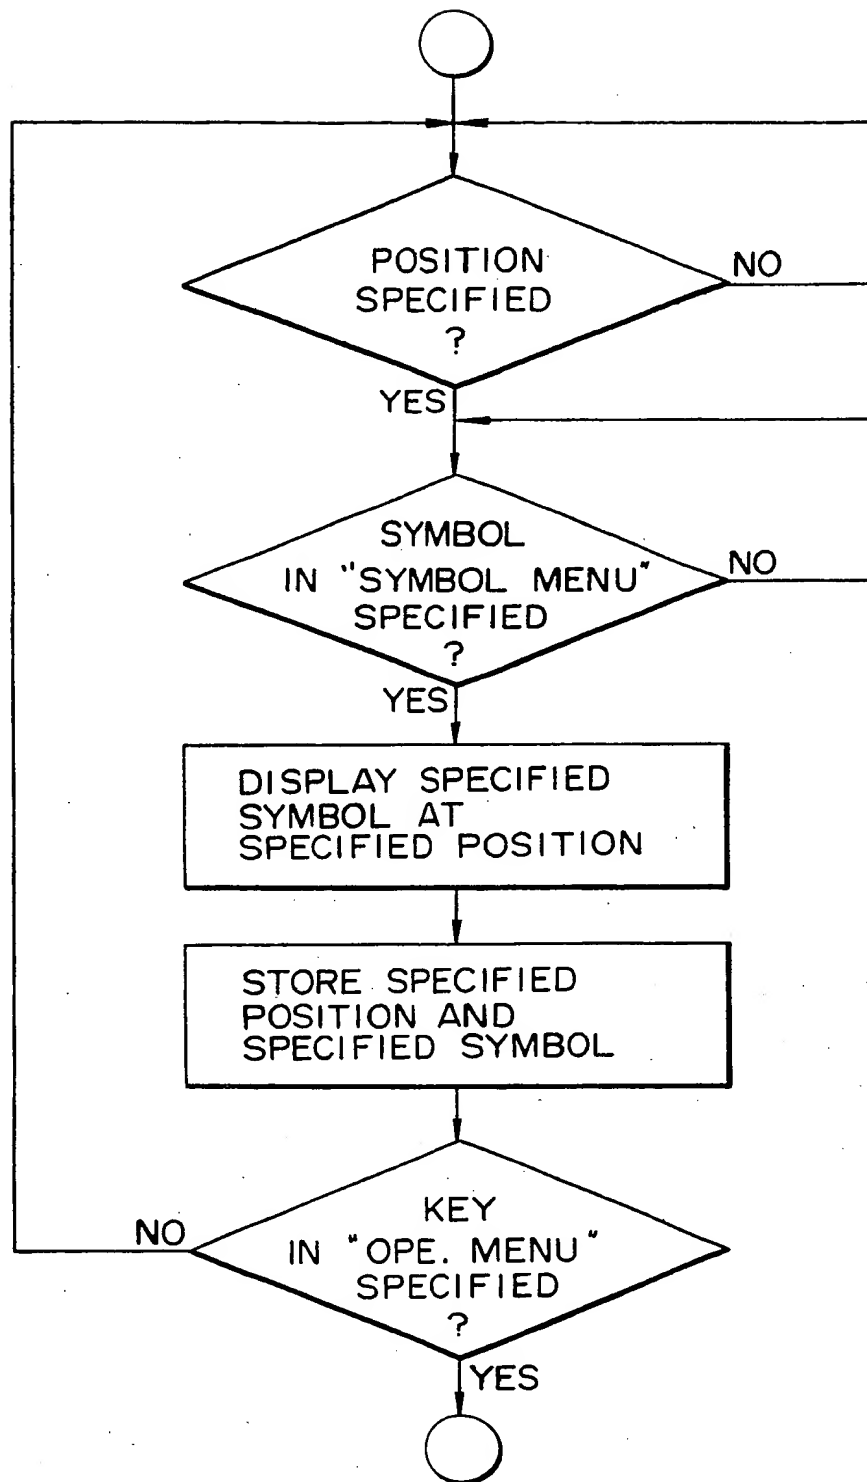 POSITION
SPECIFIED
?
NO
YES
SYMBOL
IN "SYMBOL MENU"
SPECIFIED
?
NO
YES
DISPLAY SPECIFIED
SYMBOL AT
SPECIFIED POSITION
STORE SPECIFIED
POSITION AND
SPECIFIED SYMBOL
KEY
IN "OPE. MENU"
SPECIFIED
?
NO
YES